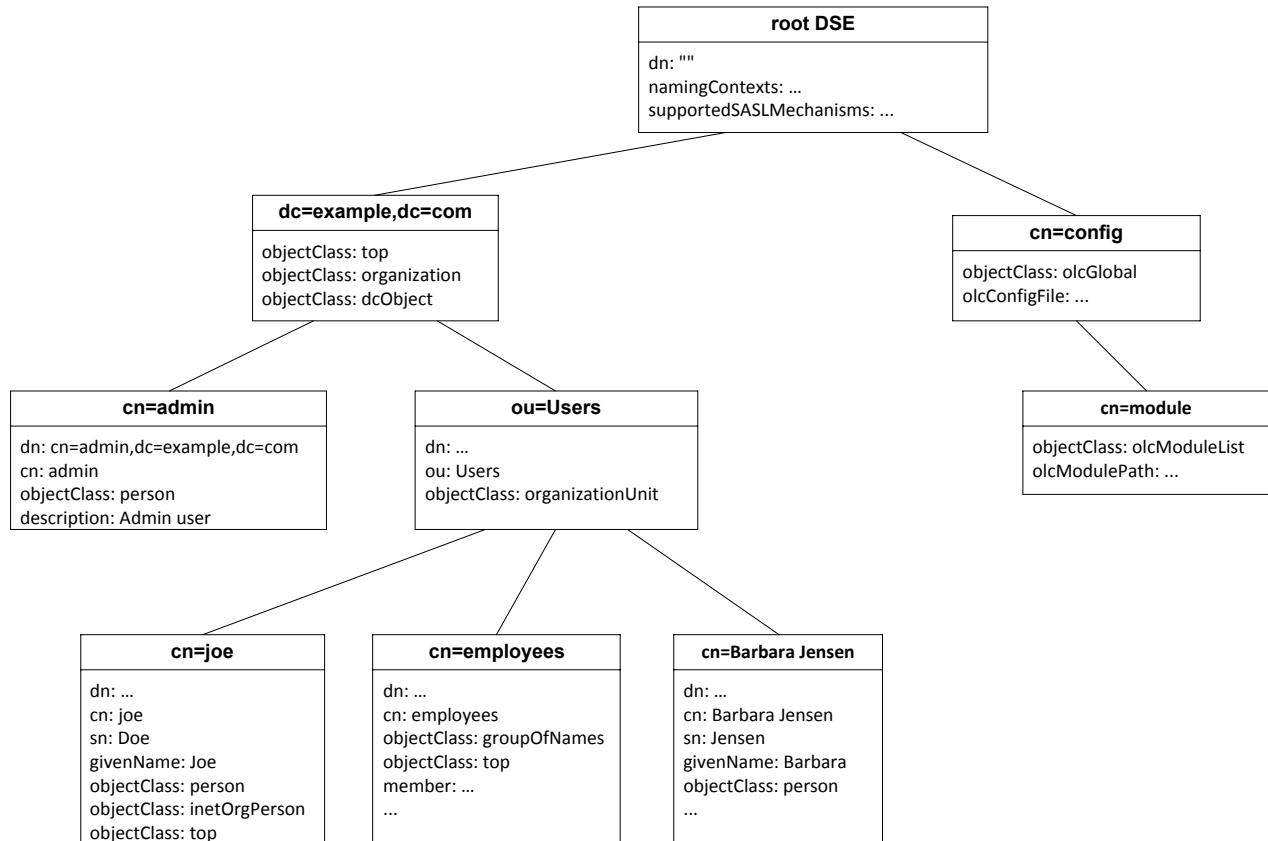 root DSE
dn: ""
namingContexts: ...
supportedSASLMechanisms: ...
dc=example,dc=com
objectClass: top
objectClass: organization
objectClass: dcObject
cn=config
objectClass: olcGlobal
olcConfigFile: ...
cn=admin
dn: cn=admin,dc=example,dc=com
cn: admin
objectClass: person
description: Admin user
ou=Users
dn: ...
ou: Users
objectClass: organizationUnit
cn=module
objectClass: olcModuleList
olcModulePath: ...
cn=joe
dn: ...
cn: joe
sn: Doe
givenName: Joe
objectClass: person
objectClass: inetOrgPerson
objectClass: top
cn=employees
dn: ...
cn: employees
objectClass: groupOfNames
objectClass: top
member: ...
...
cn=Barbara Jensen
dn: ...
cn: Barbara Jensen
sn: Jensen
givenName: Barbara
objectClass: person
...